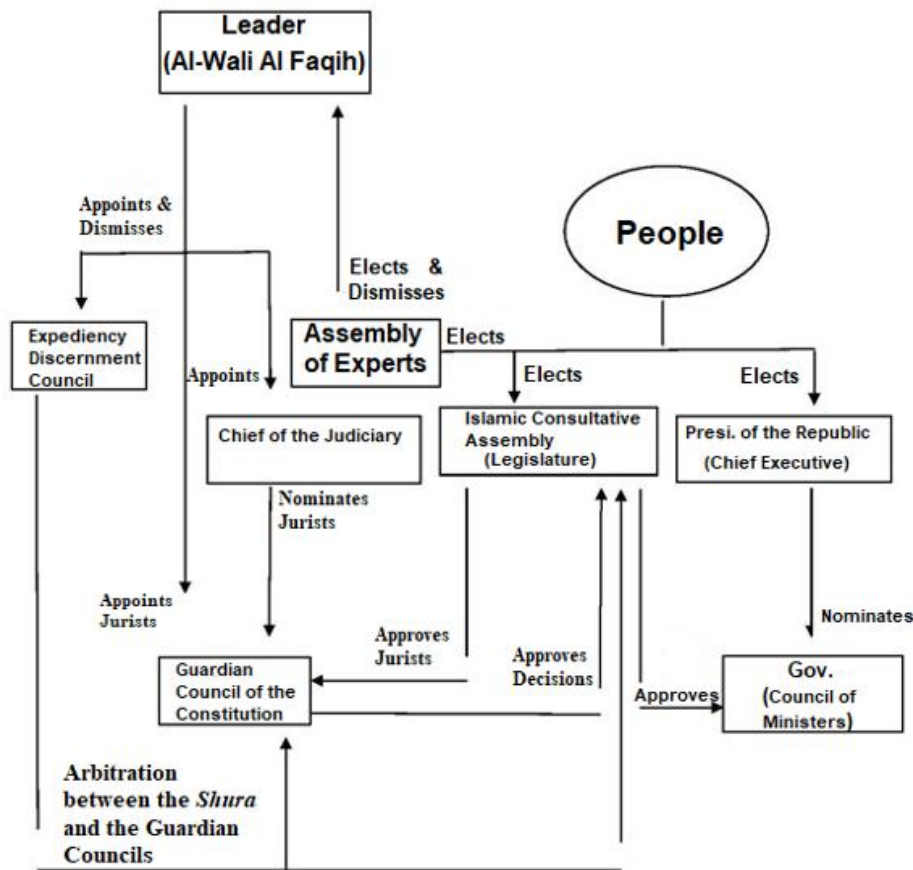 Leader
(Al-Wali Al Faqih)
Appoints &
Dismisses
People
Elects &
Dismisses
Expediency
Discernment
Council
Assembly
of Experts
Elects
Appoints
Elects
Elects
Chief of the Judiciary
Islamic Consultative
Assembly
(Legislature)
Presi. of the Republic
(Chief Executive)
Nominates
Jurists
Appoints
Jurists
Approves
Jurists
Approves
Decisions
Nominates
Guardian
Council of the
Constitution
Approves
Gov.
(Council of
Ministers)
Arbitration
between the Shura
and the Guardian
Councils